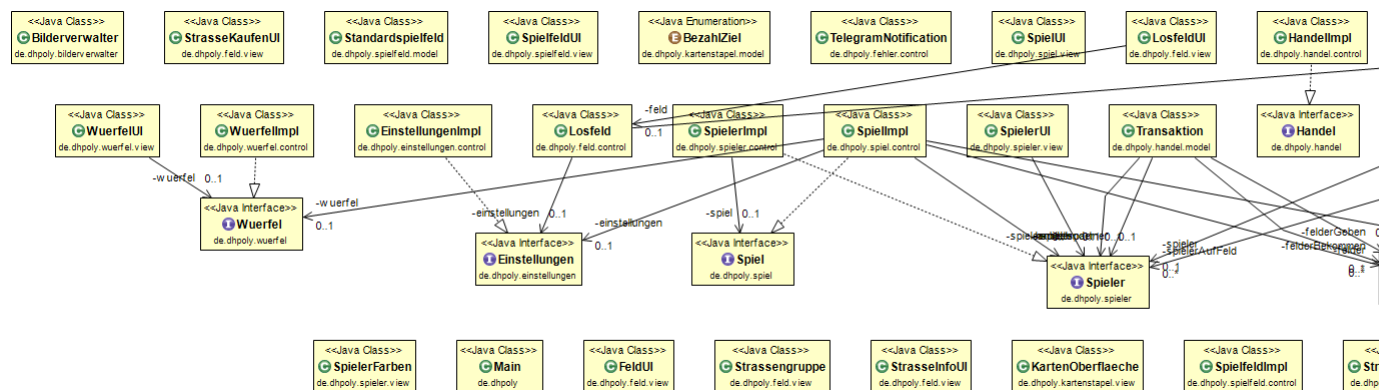 <<Java Class>>
Bilderverwalter
de.dhpoly.bilderverwalter
<<Java Class>>
StrasseKaufenUI
de.dhpoly.feld.view
<<Java Class>>
Standardspielfeld
de.dhpoly.spielfeld.model
<<Java Class>>
SpielfeldUI
de.dhpoly.spielfeld.view
<<Java Enumeration>>
BezahlZiel
de.dhpoly.kartenstapel.model
<<Java Class>>
TelegramNotification
de.dhpoly.fehler.control
<<Java Class>>
SpielUI
de.dhpoly.spiel.view
<<Java Class>>
LosfeldUI
de.dhpoly.feld.view
<<Java Class>>
HandelImpl
de.dhpoly.handel.control
<<Java Class>>
WuerfelUI
de.dhpoly.wuerfel.view
<<Java Class>>
WuerfelImpl
de.dhpoly.wuerfel.control
<<Java Class>>
EinstellungenImpl
de.dhpoly.einstellungen.control
<<Java Class>>
Losfeld
de.dhpoly.feld.control
-feld
0..1
<<Java Class>>
SpielerImpl
de.dhpoly.spieler.control
<<Java Class>>
SpielImpl
de.dhpoly.spiel.control
<<Java Class>>
SpielerUI
de.dhpoly.spieler.view
<<Java Class>>
Transaktion
de.dhpoly.handel.model
<<Java Interface>>
Handel
de.dhpoly.handel
-wuerfel
0..1
<<Java Interface>>
Wuerfel
de.dhpoly.wuerfel
-wuerfel
0..1
-einstellungen
0..1
<<Java Interface>>
Einstellungen
de.dhpoly.einstellungen
-einstellungen
0..1
-spiel
0..1
<<Java Interface>>
Spiel
de.dhpoly.spiel
<<Java Interface>>
Spieler
de.dhpoly.spieler
-spieler
-spielerAufFeld
0..1
-felderGeben
-felderBekommen
-felder
<<Java Class>>
SpielerFarben
de.dhpoly.spieler.view
<<Java Class>>
Main
de.dhpoly
<<Java Class>>
FeldUI
de.dhpoly.feld.view
<<Java Class>>
Strassengruppe
de.dhpoly.feld.view
<<Java Class>>
StrasseInfoUI
de.dhpoly.feld.view
<<Java Class>>
KartenOberflaeche
de.dhpoly.kartenstapel.view
<<Java Class>>
SpielfeldImpl
de.dhpoly.spielfeld.control